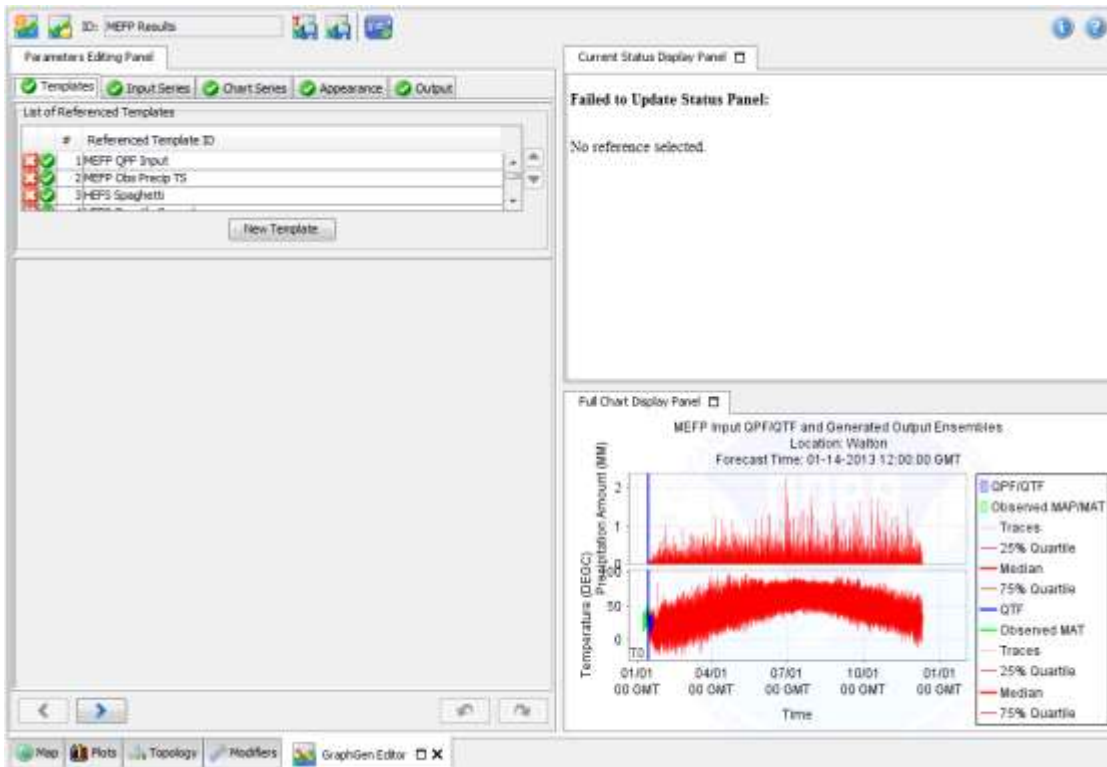 ID: MEFP Results
Parameters Editing Panel
Templates Input Series Chart Series Appearance Output
List of Referenced Templates
# Referenced Template ID
1 MEFP QPF Input
2 MEFP Obs Precip TS
3 HEFS Spaghetti
New Template
Current Status Display Panel
Failed to Update Status Panel:
No reference selected.
Full Chart Display Panel
MEFP Input QPF/QTF and Generated Output Ensembles
Location: Walton
Forecast Time: 01-14-2013 12:00:00 GMT
Precipitation Amount (MM)
2
1
0
Temperature (DEGC)
100
50
0
T0
01/01 04/01 07/01 10/01 01/01
00 GMT 00 GMT 00 GMT 00 GMT 00 GMT
Time
QPF/QTF
Observed MAP/MAT
Traces
25% Quartile
Median
75% Quartile
QTF
Observed MAT
Traces
25% Quartile
Median
75% Quartile
Map Plots Topology Modifiers GraphGen Editor